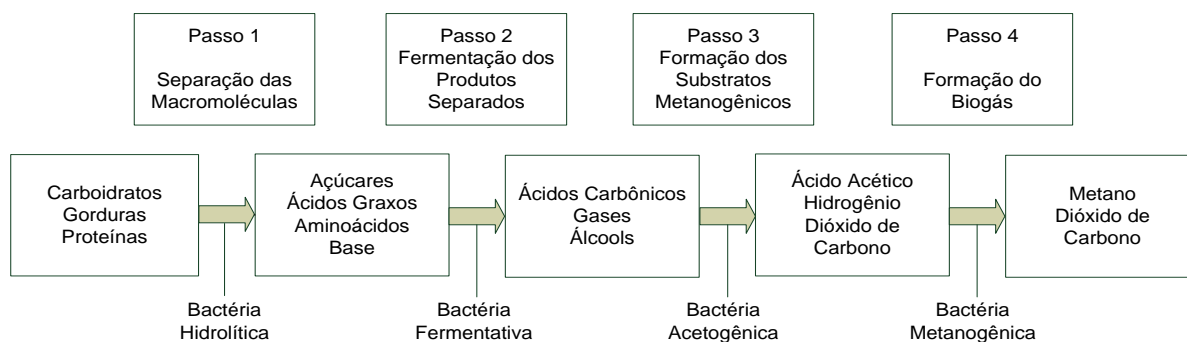 Passo 1
Separação das
Macromoléculas
Passo 2
Fermentação dos
Produtos
Separados
Passo 3
Formação dos
Substratos
Metanogênicos
Passo 4
Formação do
Biogás
Carboidratos
Gorduras
Proteínas
Açúcares
Ácidos Graxos
Aminoácidos
Base
Ácidos Carbônicos
Gases
Álcools
Ácido Acético
Hidrogênio
Dióxido de
Carbono
Metano
Dióxido de
Carbono
Bactéria
Hidrolítica
Bactéria
Fermentativa
Bactéria
Acetogênica
Bactéria
Metanogênica